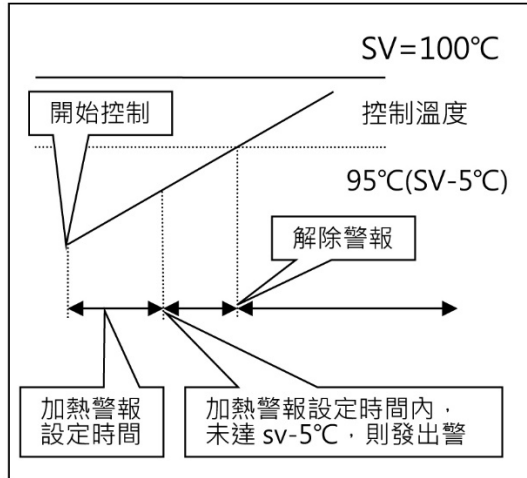 SV=100℃
開始控制
控制溫度
95℃(SV-5℃)
解除警報
加熱警報
設定時間
加熱警報設定時間內，
未達 sv-5℃，則發出警